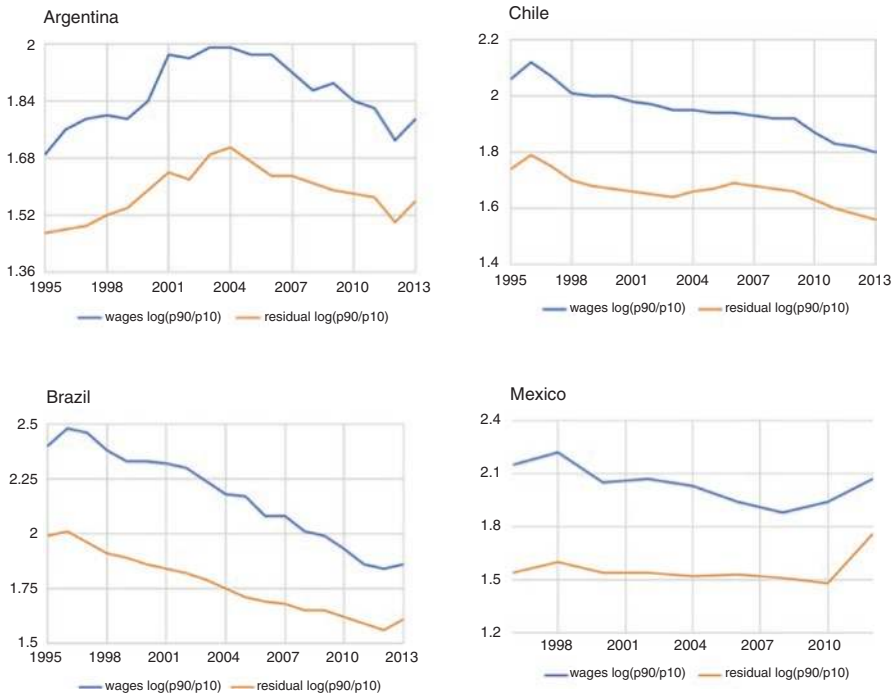 Argentina
2
1.84
1.68
1.52
1.36
1995 1998 2001 2004 2007 2010 2013
wages log(p90/p10) residual log(p90/p10)
Chile
2.2
2
1.8
1.6
1.4
1995 1998 2001 2004 2007 2010 2013
wages log(p90/p10) residual log(p90/p10)
Brazil
2.5
2.25
2
1.75
1.5
1995 1998 2001 2004 2007 2010 2013
wages log(p90/p10) residual log(p90/p10)
Mexico
2.4
2.1
1.8
1.5
1.2
1998 2001 2004 2007 2010
wages log(p90/p10) residual log(p90/p10)